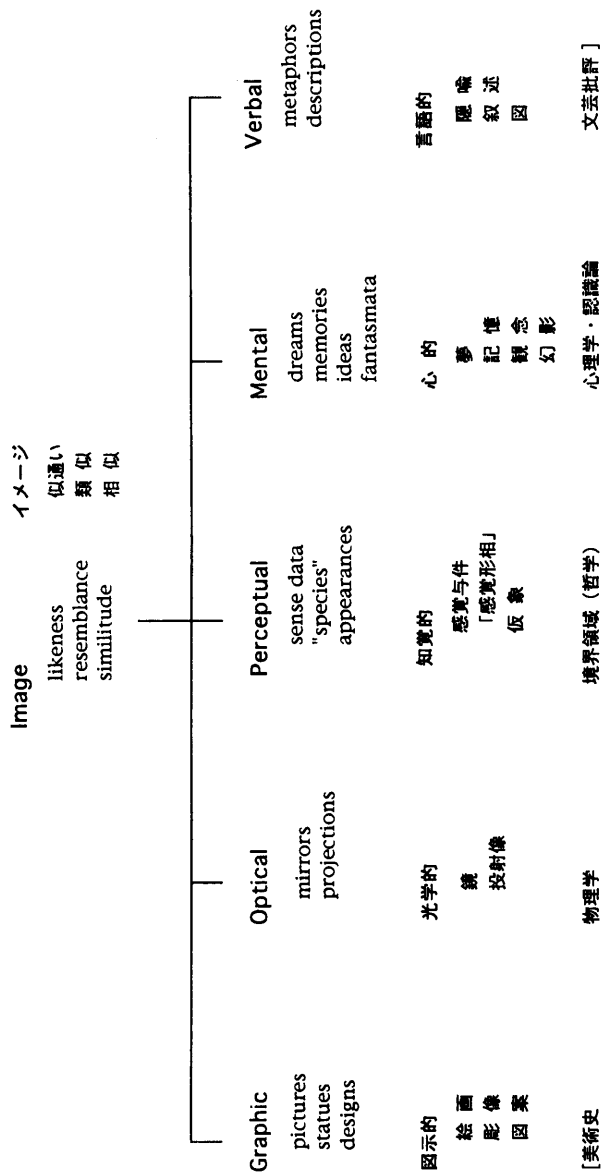 Image
likeness
resemblance
similitude
イメージ
似通い
類似
相似
Graphic
pictures
statues
designs
Optical
mirrors
projections
Perceptual
sense data
"species"
appearances
Mental
dreams
memories
ideas
fantasmata
Verbal
metaphors
descriptions
図示的
絵画
彫像
図案
光学的
鏡
投射像
知覚的
感覚与件
「感覚形相」
仮象
心的
夢
記憶
観念
幻影
言語的
隠喩
叙述
図
[美術史
物理学
境界領域(哲学)
心理学・認識論
文芸批評]